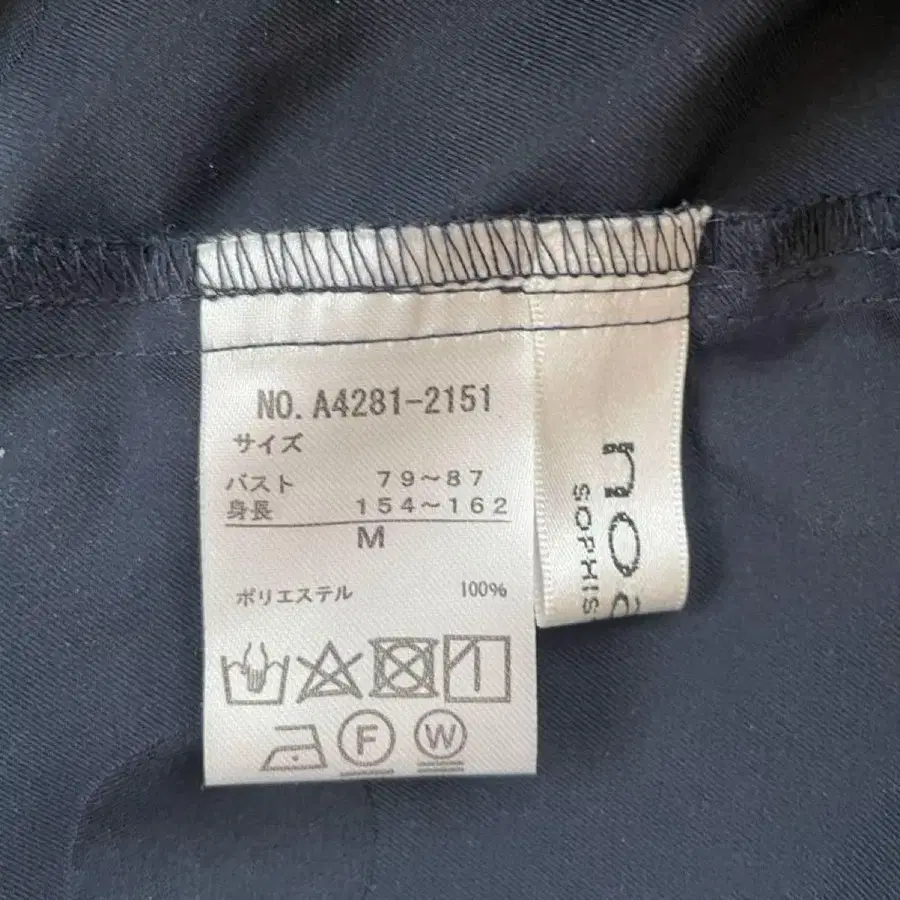 NO. A4281-2151
サイズ
バスト 79～87
身長 154～162
M
ポリエステル 100%
F
W
no
SOPHIS